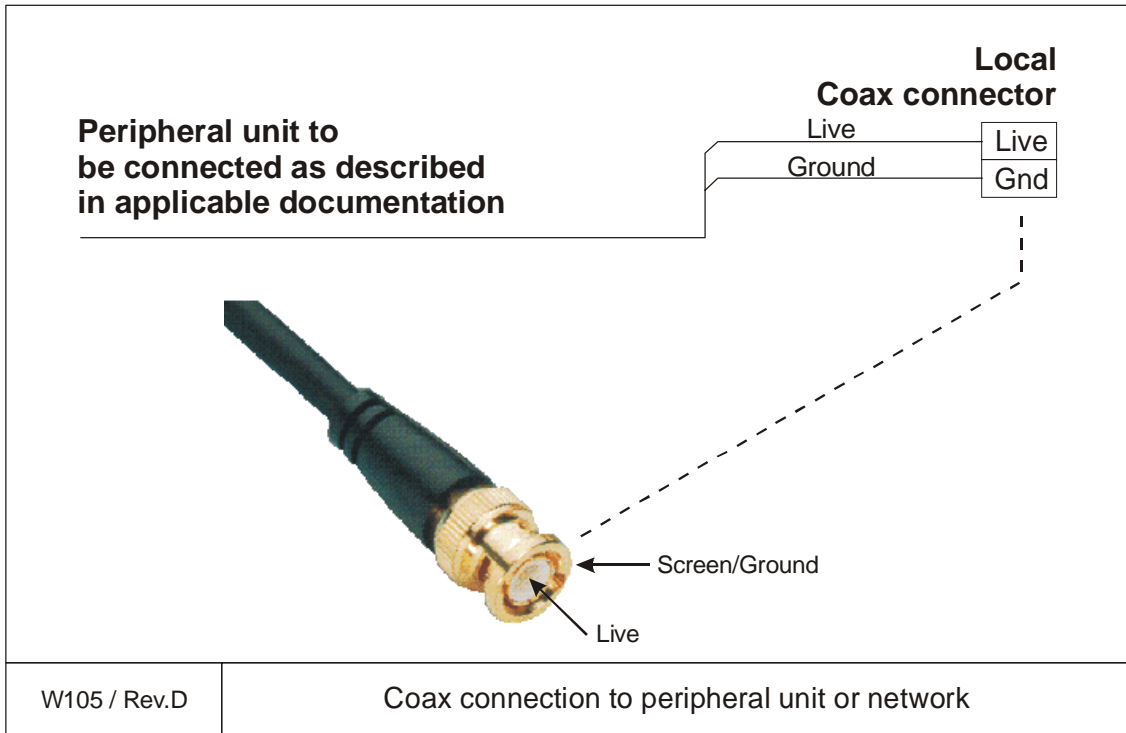 Local
Coax connector
Peripheral unit to
be connected as described
in applicable documentation
Live
Live
Ground
Gnd
Screen/Ground
Live
W105 / Rev.D
Coax connection to peripheral unit or network